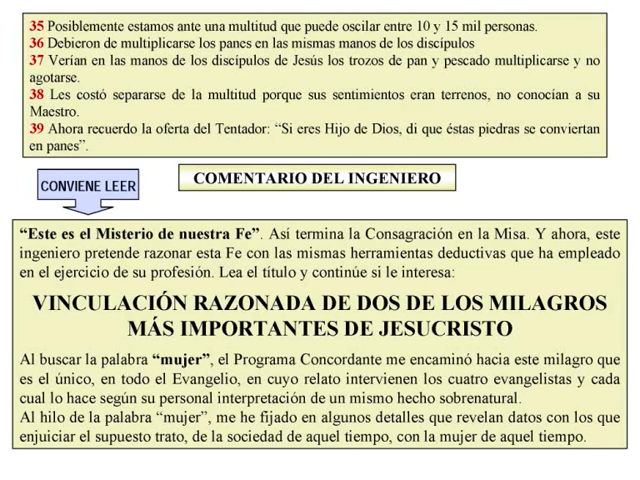 35 Posiblemente estamos ante una multitud que puede oscilar entre 10 y 15 mil personas.
36 Debieron de multiplicarse los panes en las mismas manos de los discípulos
37 Verían en las manos de los discípulos de Jesús los trozos de pan y pescado multiplicarse y no
agotarse.
38 Les costó separarse de la multitud porque sus sentimientos eran terrenos, no conocían a su
Maestro.
39 Ahora recuerdo la oferta del Tentador: “Si eres Hijo de Dios, di que éstas piedras se conviertan
en panes”.
CONVIENE LEER
COMENTARIO DEL INGENIERO
“Este es el Misterio de nuestra Fe”. Así termina la Consagración en la Misa. Y ahora, este
ingeniero pretende razonar esta Fe con las mismas herramientas deductivas que ha empleado
en el ejercicio de su profesión. Lea el título y continúe si le interesa:
VINCULACIÓN RAZONADA DE DOS DE LOS MILAGROS
MÁS IMPORTANTES DE JESUCRISTO
Al buscar la palabra “mujer”, el Programa Concordante me encaminó hacia este milagro que
es el único, en todo el Evangelio, en cuyo relato intervienen los cuatro evangelistas y cada
cual lo hace según su personal interpretación de un mismo hecho sobrenatural.
Al hilo de la palabra “mujer”, me he fijado en algunos detalles que revelan datos con los que
enjuiciar el supuesto trato, de la sociedad de aquel tiempo, con la mujer de aquel tiempo.